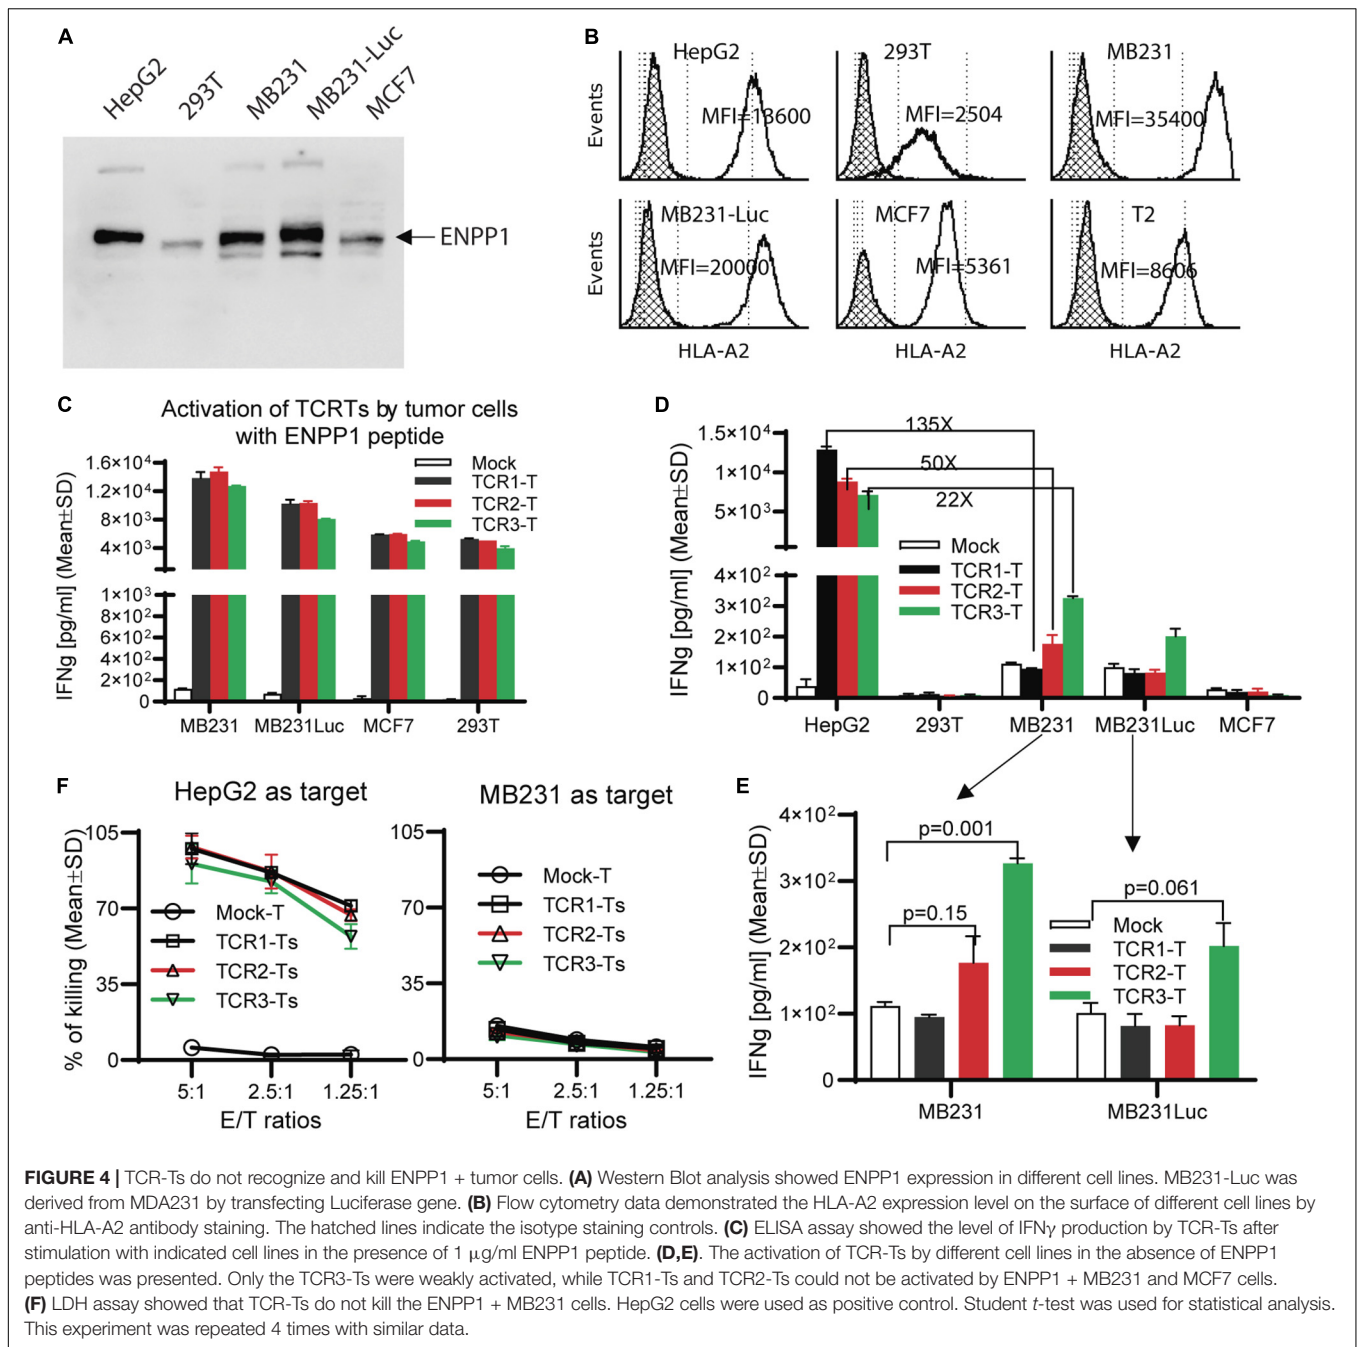 A
HepG2
293T
MB231
MB231-Luc
MCF7
ENPP1
B
Events
HepG2
MFI=13600
293T
MFI=2504
MB231
MFI=35400
Events
MB231-Luc
MFI=20000
MCF7
MFI=5361
T2
MFI=8606
HLA-A2
HLA-A2
HLA-A2
C
Activation of TCRTs by tumor cells
with ENPP1 peptide
IFNg [pg/ml] (Mean±SD)
1.6×10⁴
1.2×10⁴
8×10³
4×10³
1×10³
8×10²
6×10²
4×10²
2×10²
0
Mock
TCR1-T
TCR2-T
TCR3-T
MB231
MB231Luc
MCF7
293T
D
IFNg [pg/ml] (Mean±SD)
1.5×10⁴
1×10⁴
5×10³
4×10²
3×10²
2×10²
1×10²
0
135X
50X
22X
Mock
TCR1-T
TCR2-T
TCR3-T
HepG2
293T
MB231
MB231Luc
MCF7
F
HepG2 as target
% of killing (Mean±SD)
105
70
35
0
Mock-T
TCR1-Ts
TCR2-Ts
TCR3-Ts
5:1
2.5:1
1.25:1
E/T ratios
MB231 as target
105
70
35
0
Mock-T
TCR1-Ts
TCR2-Ts
TCR3-Ts
5:1
2.5:1
1.25:1
E/T ratios
E
IFNg [pg/ml] (Mean±SD)
4×10²
3×10²
2×10²
1×10²
0
p=0.001
p=0.15
p=0.061
Mock
TCR1-T
TCR2-T
TCR3-T
MB231
MB231Luc
FIGURE 4 | TCR-Ts do not recognize and kill ENPP1 + tumor cells. (A) Western Blot analysis showed ENPP1 expression in different cell lines. MB231-Luc was
derived from MDA231 by transfecting Luciferase gene. (B) Flow cytometry data demonstrated the HLA-A2 expression level on the surface of different cell lines by
anti-HLA-A2 antibody staining. The hatched lines indicate the isotype staining controls. (C) ELISA assay showed the level of IFNγ production by TCR-Ts after
stimulation with indicated cell lines in the presence of 1 μg/ml ENPP1 peptide. (D,E). The activation of TCR-Ts by different cell lines in the absence of ENPP1
peptides was presented. Only the TCR3-Ts were weakly activated, while TCR1-Ts and TCR2-Ts could not be activated by ENPP1 + MB231 and MCF7 cells.
(F) LDH assay showed that TCR-Ts do not kill the ENPP1 + MB231 cells. HepG2 cells were used as positive control. Student t-test was used for statistical analysis.
This experiment was repeated 4 times with similar data.